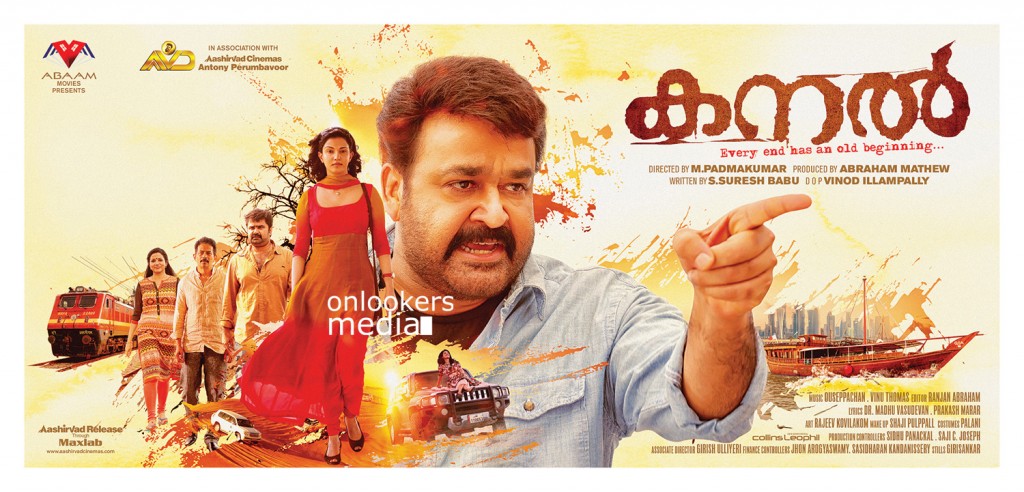 ABAAM
MOVIES
PRESENTS
IN ASSOCIATION WITH
Aashirvad Cinemas
Antony Perumbavoor
കനൽ
Every end has an old beginning...
DIRECTED BY M.PADMAKUMAR PRODUCED BY ABRAHAM MATHEW
WRITTEN BY S.SURESH BABU D O P VINOD ILLAMPALLY
onlookers
media
MUSIC OUSEPPACHAN . VINU THOMAS EDITOR RANJAN ABRAHAM
LYRICS DR. MADHU VASUDEVAN . PRAKASH MARAR
ART RAJEEV KOVILAKOM MAKE UP SHAJI PULPPALL COSTUMES PALANI
collins Leophil PRODUCTION CONTROLLERS SIDHU PANACKAL . SAJI C. JOSEPH
ASSOCIATE DIRECTOR GIRISH ULLIYERI FINANCE CONTROLLERS JHUN AROGYASWAMY. SASIDHARAN KANDANISSERY STILLS GIRISANKAR
Aashirvad Release
Through
Maxlab
www.aashirvadcinemas.com